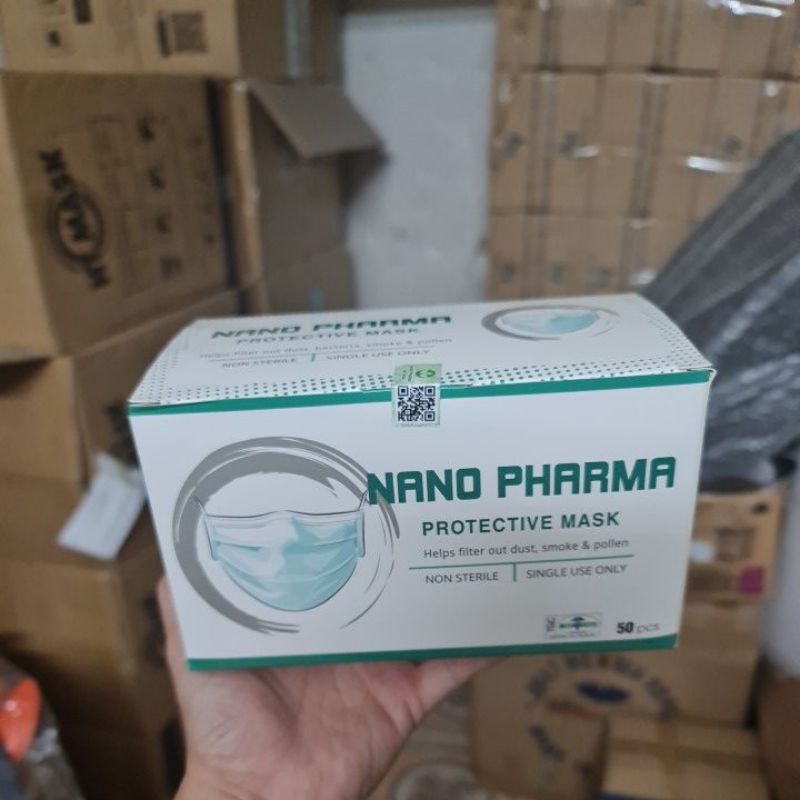 MASK
NANO PHARMA
PROTECTIVE MASK
Helps filter out dust, bacteria, smoke & pollen
NON STERILE
SINGLE USE ONLY
NANO PHARMA
PROTECTIVE MASK
Helps filter out dust, smoke & pollen
NON STERILE
SINGLE USE ONLY
50 pcs